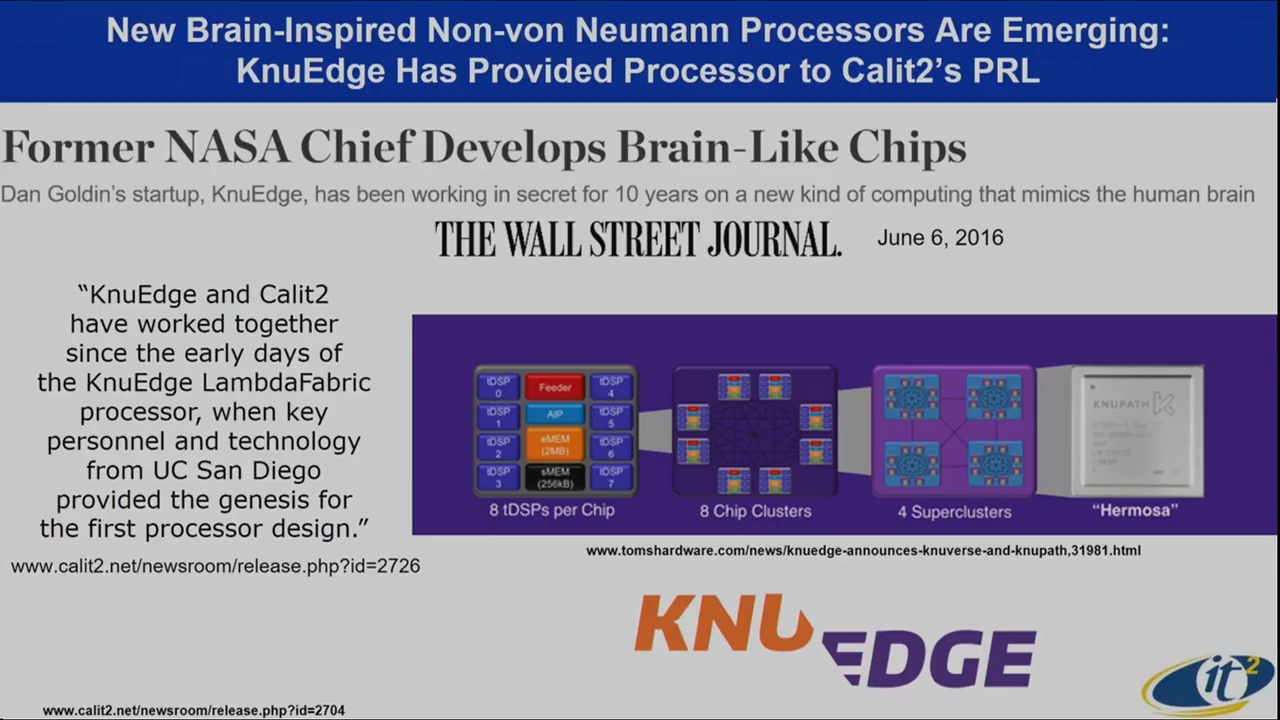 New Brain-Inspired Non-von Neumann Processors Are Emerging:
KnuEdge Has Provided Processor to Calit2's PRL
Former NASA Chief Develops Brain-Like Chips
Dan Goldin's startup, KnuEdge, has been working in secret for 10 years on a new kind of computing that mimics the human brain
THE WALL STREET JOURNAL.
June 6, 2016
“KnuEdge and Calit2
have worked together
since the early days of
the KnuEdge LambdaFabric
processor, when key
personnel and technology
from UC San Diego
provided the genesis for
the first processor design.”
www.calit2.net/newsroom/release.php?id=2726
tDSP
0
Feeder
tDSP
4
tDSP
1
AIP
tDSP
5
tDSP
2
eMEM
(2MB)
tDSP
6
tDSP
3
sMEM
(256kB)
tDSP
7
8 tDSPs per Chip
8 Chip Clusters
4 Superclusters
KNUPATH
“Hermosa”
www.tomshardware.com/news/knuedge-announces-knuverse-and-knupath,31981.html
KNUEDGE
it2
www.calit2.net/newsroom/release.php?id=2704